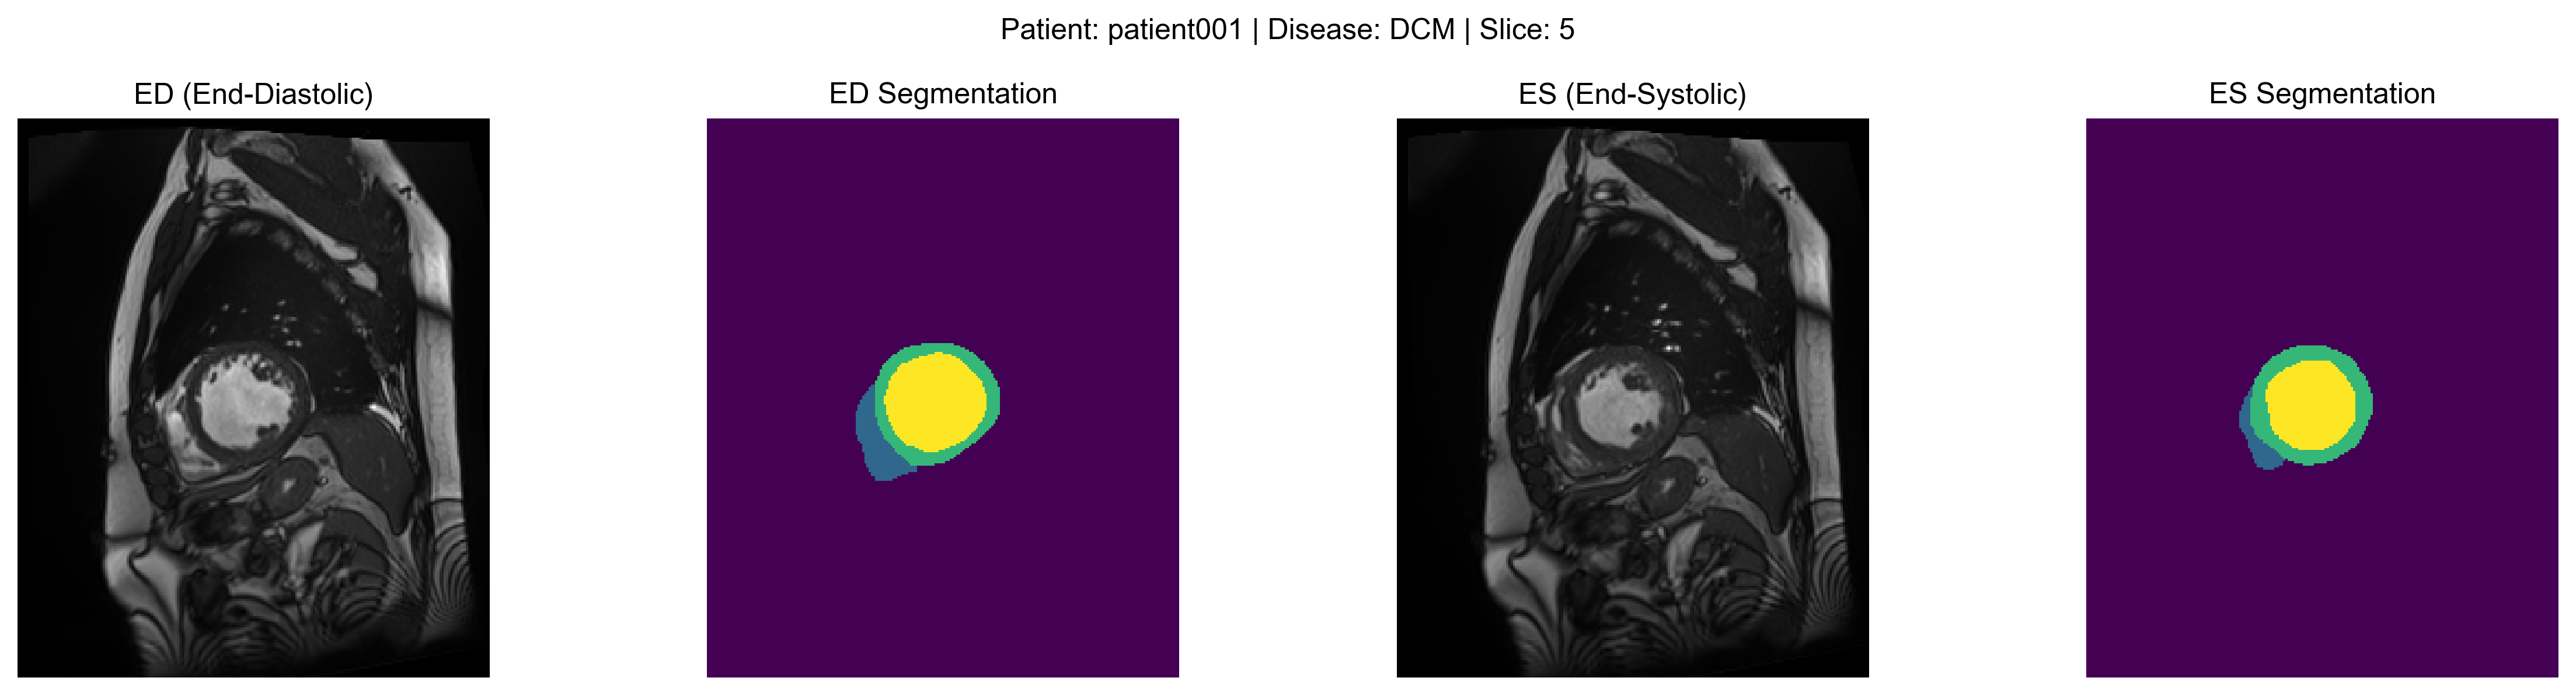 Patient: patient001 | Disease: DCM | Slice: 5
ED (End-Diastolic)
ED Segmentation
ES (End-Systolic)
ES Segmentation